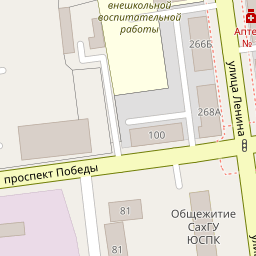 внешкольной
воспитательной
работы
266Б
Апте
№
улица Ленина
268А
100
проспект Победы
81
81
Общежитие
СахГУ
ЮСПК